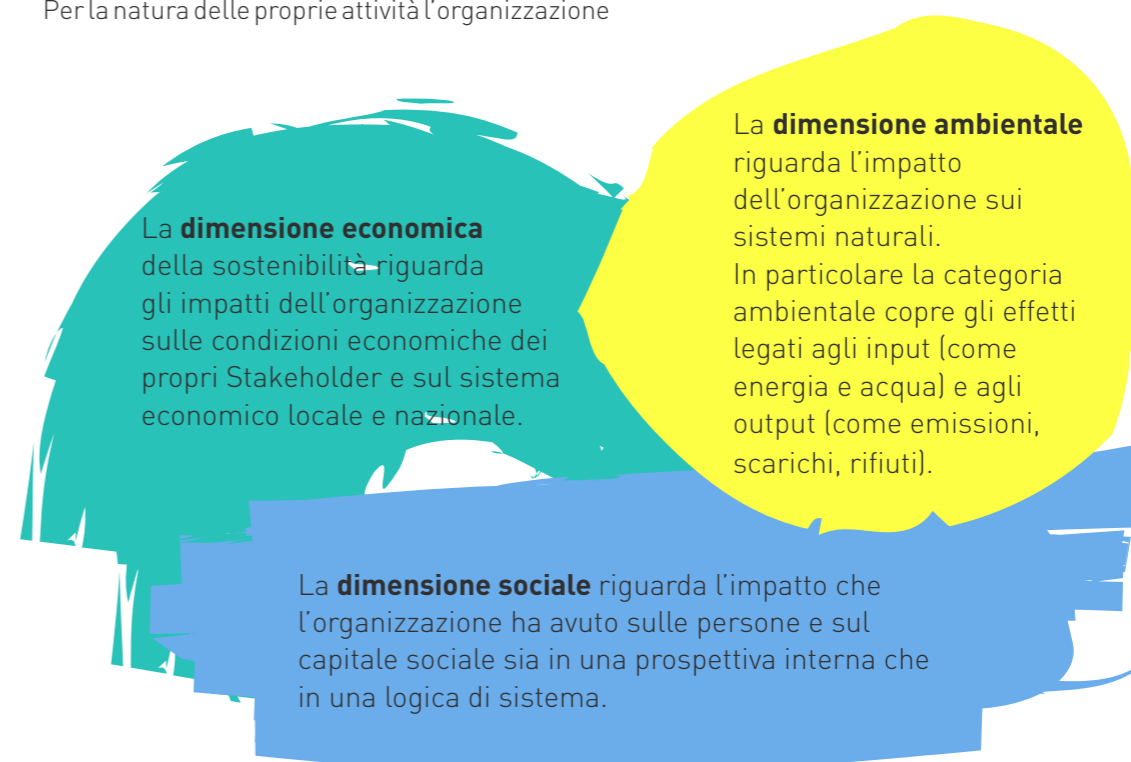 Per la natura delle proprie attività l'organizzazione
La dimensione economica
della sostenibilità riguarda
gli impatti dell'organizzazione
sulle condizioni economiche dei
propri Stakeholder e sul sistema
economico locale e nazionale.
La dimensione ambientale
riguarda l'impatto
dell'organizzazione sui
sistemi naturali.
In particolare la categoria
ambientale copre gli effetti
legati agli input (come
energia e acqua) e agli
output (come emissioni,
scarichi, rifiuti).
La dimensione sociale riguarda l'impatto che
l'organizzazione ha avuto sulle persone e sul
capitale sociale sia in una prospettiva interna che
in una logica di sistema.